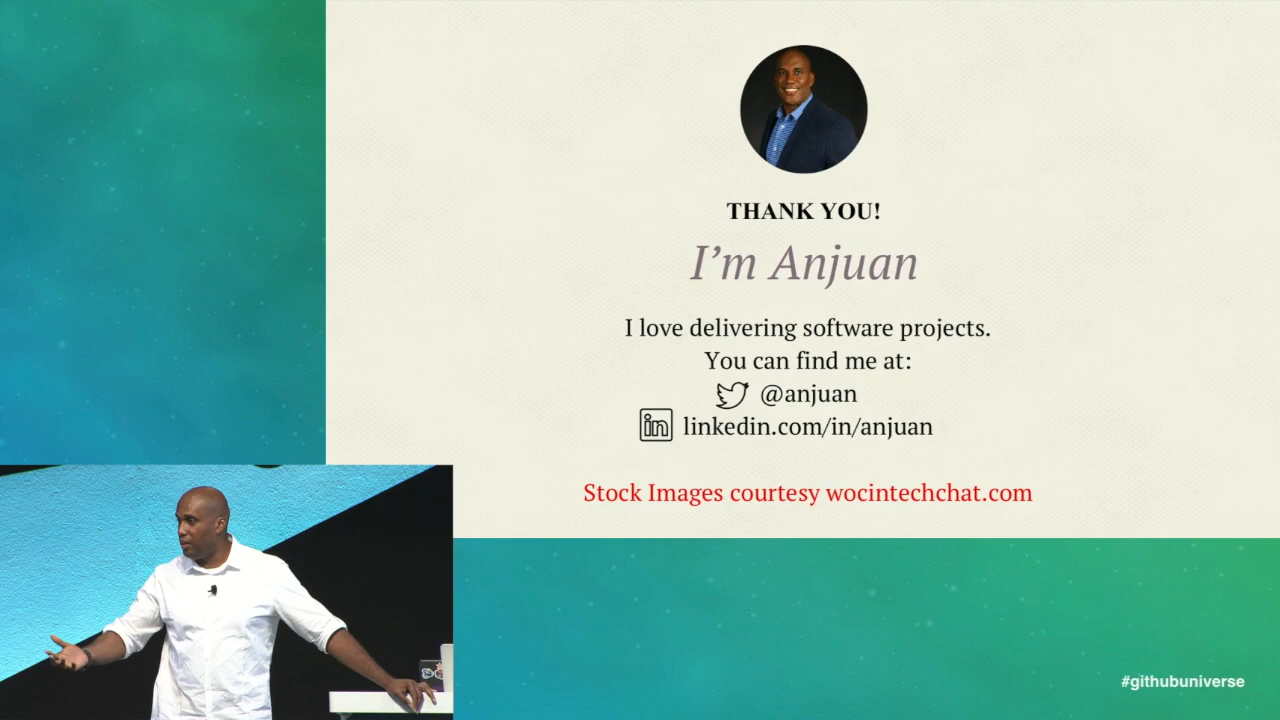 THANK YOU!
I’m Anjuan
I love delivering software projects.
You can find me at:
@anjuan
in linkedin.com/in/anjuan
Stock Images courtesy wocintechchat.com
#githubuniverse